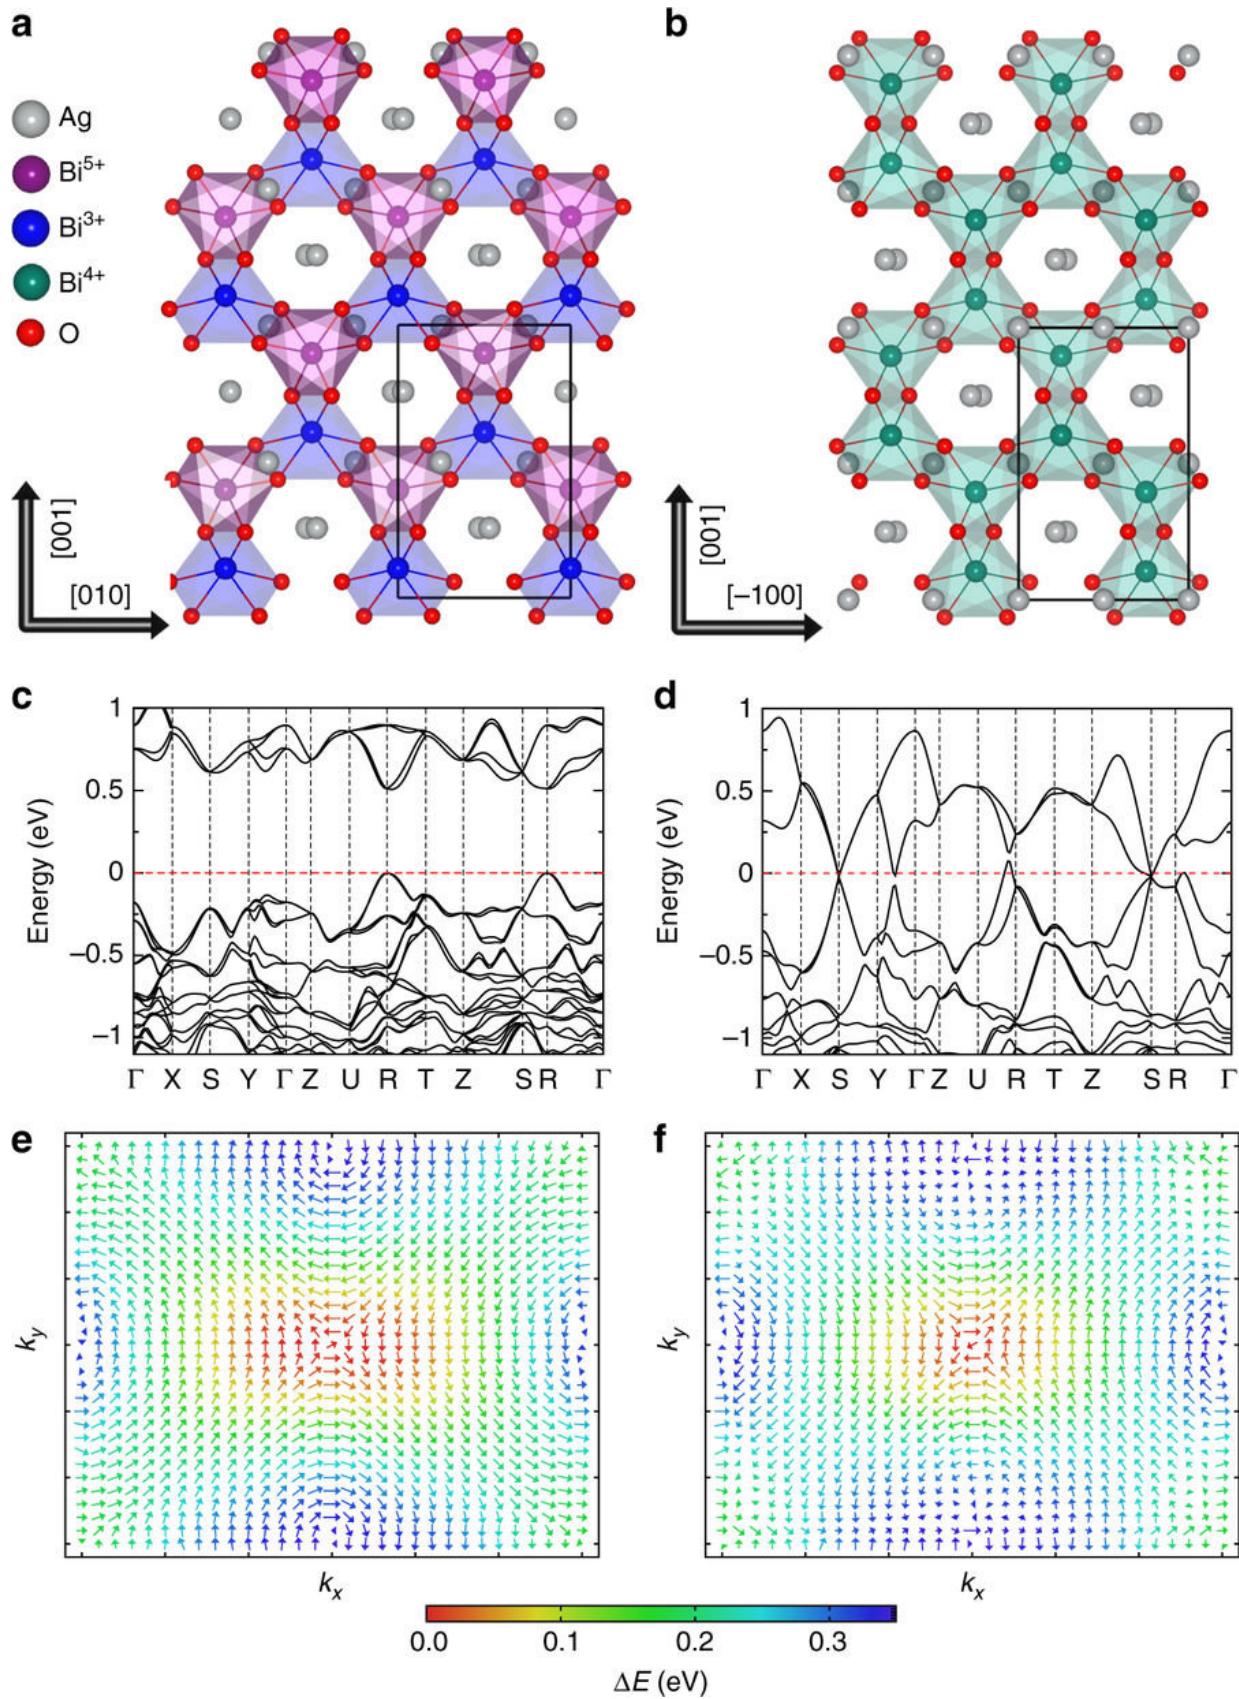 a
b
Ag
Bi5+
Bi3+
Bi4+
O
[001]
[010]
[001]
[−100]
c
d
1
0.5
0
−0.5
−1
Energy (eV)
Γ X S Y Γ Z U R T Z S R Γ
1
0.5
0
−0.5
−1
Energy (eV)
Γ X S Y Γ Z U R T Z S R Γ
e
f
ky
kx
ky
kx
0.0 0.1 0.2 0.3
ΔE (eV)